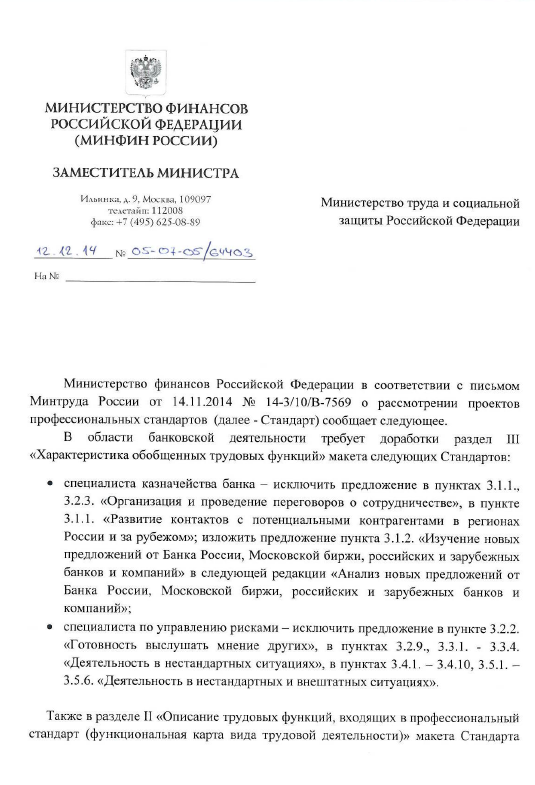 МИНИСТЕРСТВО ФИНАНСОВ
РОССИЙСКОЙ ФЕДЕРАЦИИ
(МИНФИН РОССИИ)
ЗАМЕСТИТЕЛЬ МИНИСТРА
Ильинка, д. 9, Москва, 109097
телетайп: 112008
факс: +7 (495) 625-08-89
12.12.14 № 05-07-05/64403
На №
Министерство труда и социальной
защиты Российской Федерации
Министерство финансов Российской Федерации в соответствии с письмом
Минтруда России от 14.11.2014 № 14-3/10/В-7569 о рассмотрении проектов
профессиональных стандартов (далее - Стандарт) сообщает следующее.
В области банковской деятельности требует доработки раздел III
«Характеристика обобщенных трудовых функций» макета следующих Стандартов:
• специалиста казначейства банка – исключить предложение в пунктах 3.1.1.,
3.2.3. «Организация и проведение переговоров о сотрудничестве», в пункте
3.1.1. «Развитие контактов с потенциальными контрагентами в регионах
России и за рубежом»; изложить предложение пункта 3.1.2. «Изучение новых
предложений от Банка России, Московской биржи, российских и зарубежных
банков и компаний» в следующей редакции «Анализ новых предложений от
Банка России, Московской биржи, российских и зарубежных банков и
компаний»;
• специалиста по управлению рисками – исключить предложение в пункте 3.2.2.
«Готовность выслушать мнение других», в пунктах 3.2.9., 3.3.1. - 3.3.4.
«Деятельность в нестандартных ситуациях», в пунктах 3.4.1. – 3.4.10, 3.5.1. –
3.5.6. «Деятельность в нестандартных и внештатных ситуациях».
Также в разделе II «Описание трудовых функций, входящих в профессиональный
стандарт (функциональная карта вида трудовой деятельности)» макета Стандарта